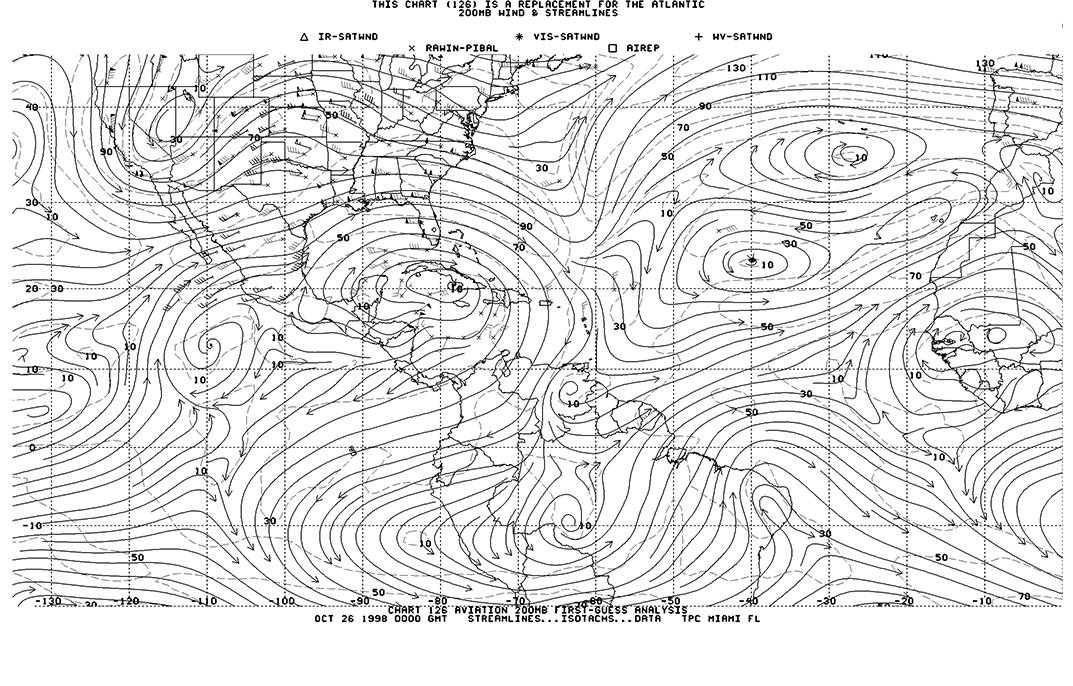 THIS CHART (126) IS A REPLACEMENT FOR THE ATLANTIC
200MB WIND & STREAMLINES
△ IR-SATWND ✳ VIS-SATWND + WV-SATWND
× RAWIN-PIBAL □ AIREP
130 130
110
10
40 90
50
70
30 70
90 50 10
30
30 10
10 10
90 50
50 70 30 50
10
70
20 30 10
10
30 50
10 10
10 10
10 10 10 10
10 10
30
50
0
10 10
-10 30 10 30
10
50 50
50
70
-130 -120 -110 -100 -90 -80 -70 -60 -50 -40 -30 -20 -10
CHART 126 AVIATION 200MB FIRST-GUESS ANALYSIS
OCT 26 1998 0000 GMT STREAMLINES...ISOTACHS...DATA TPC MIAMI FL